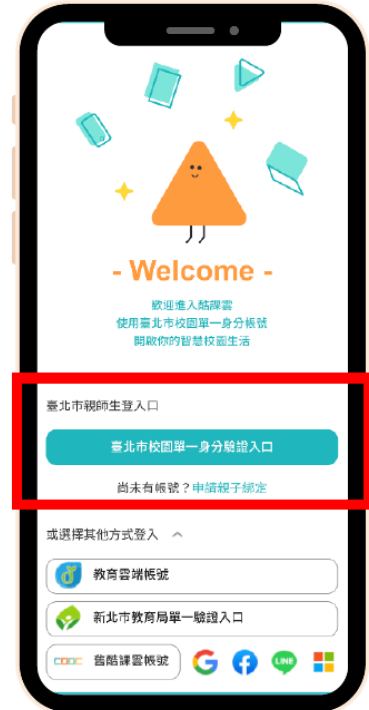 - Welcome -
歡迎進入酷課雲
使用臺北市校園單一身分帳號
開啟你的智慧校園生活
臺北市親師生登入口
臺北市校園單一身分驗證入口
尚未有帳號？申請親子綁定
或選擇其他方式登入
教育雲端帳號
新北市教育局單一驗證入口
COOC 舊酷課雲帳號
LINE